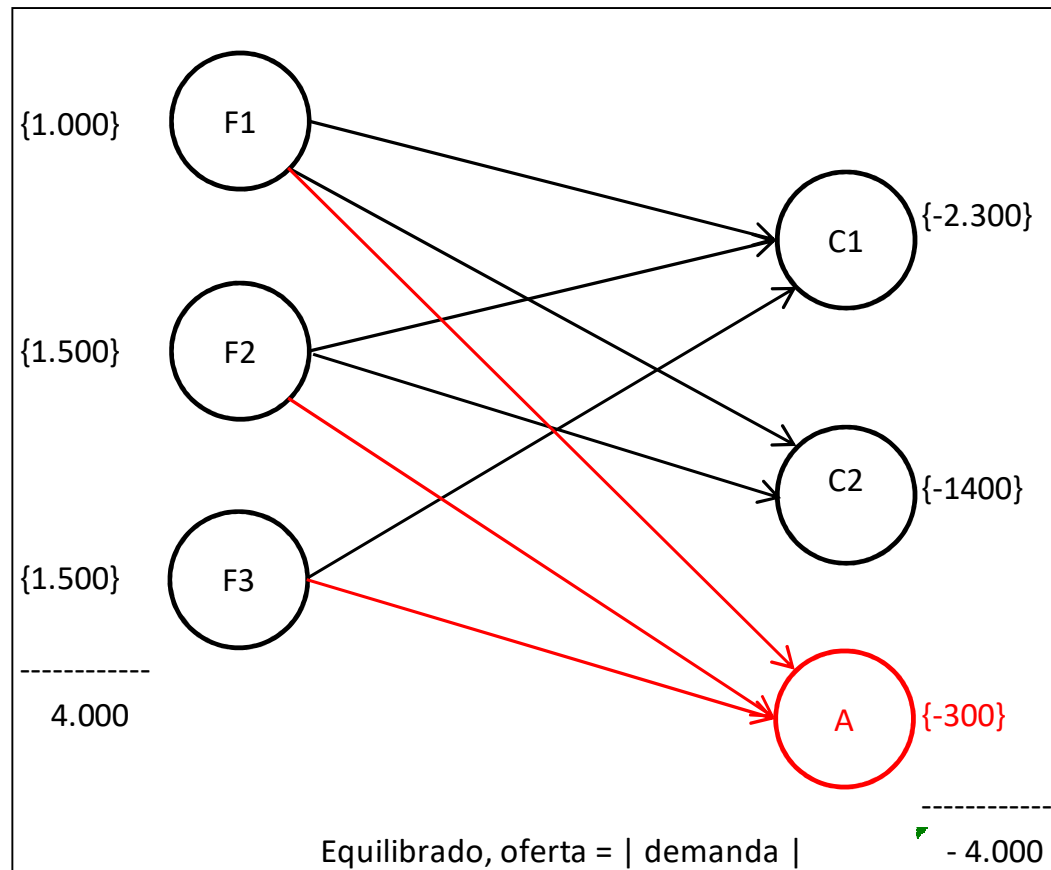 {1.000}
F1
C1
{-2.300}
{1.500}
F2
C2
{-1400}
{1.500}
F3
------------
4.000
A
{-300}
------------
- 4.000
Equilibrado, oferta = | demanda |